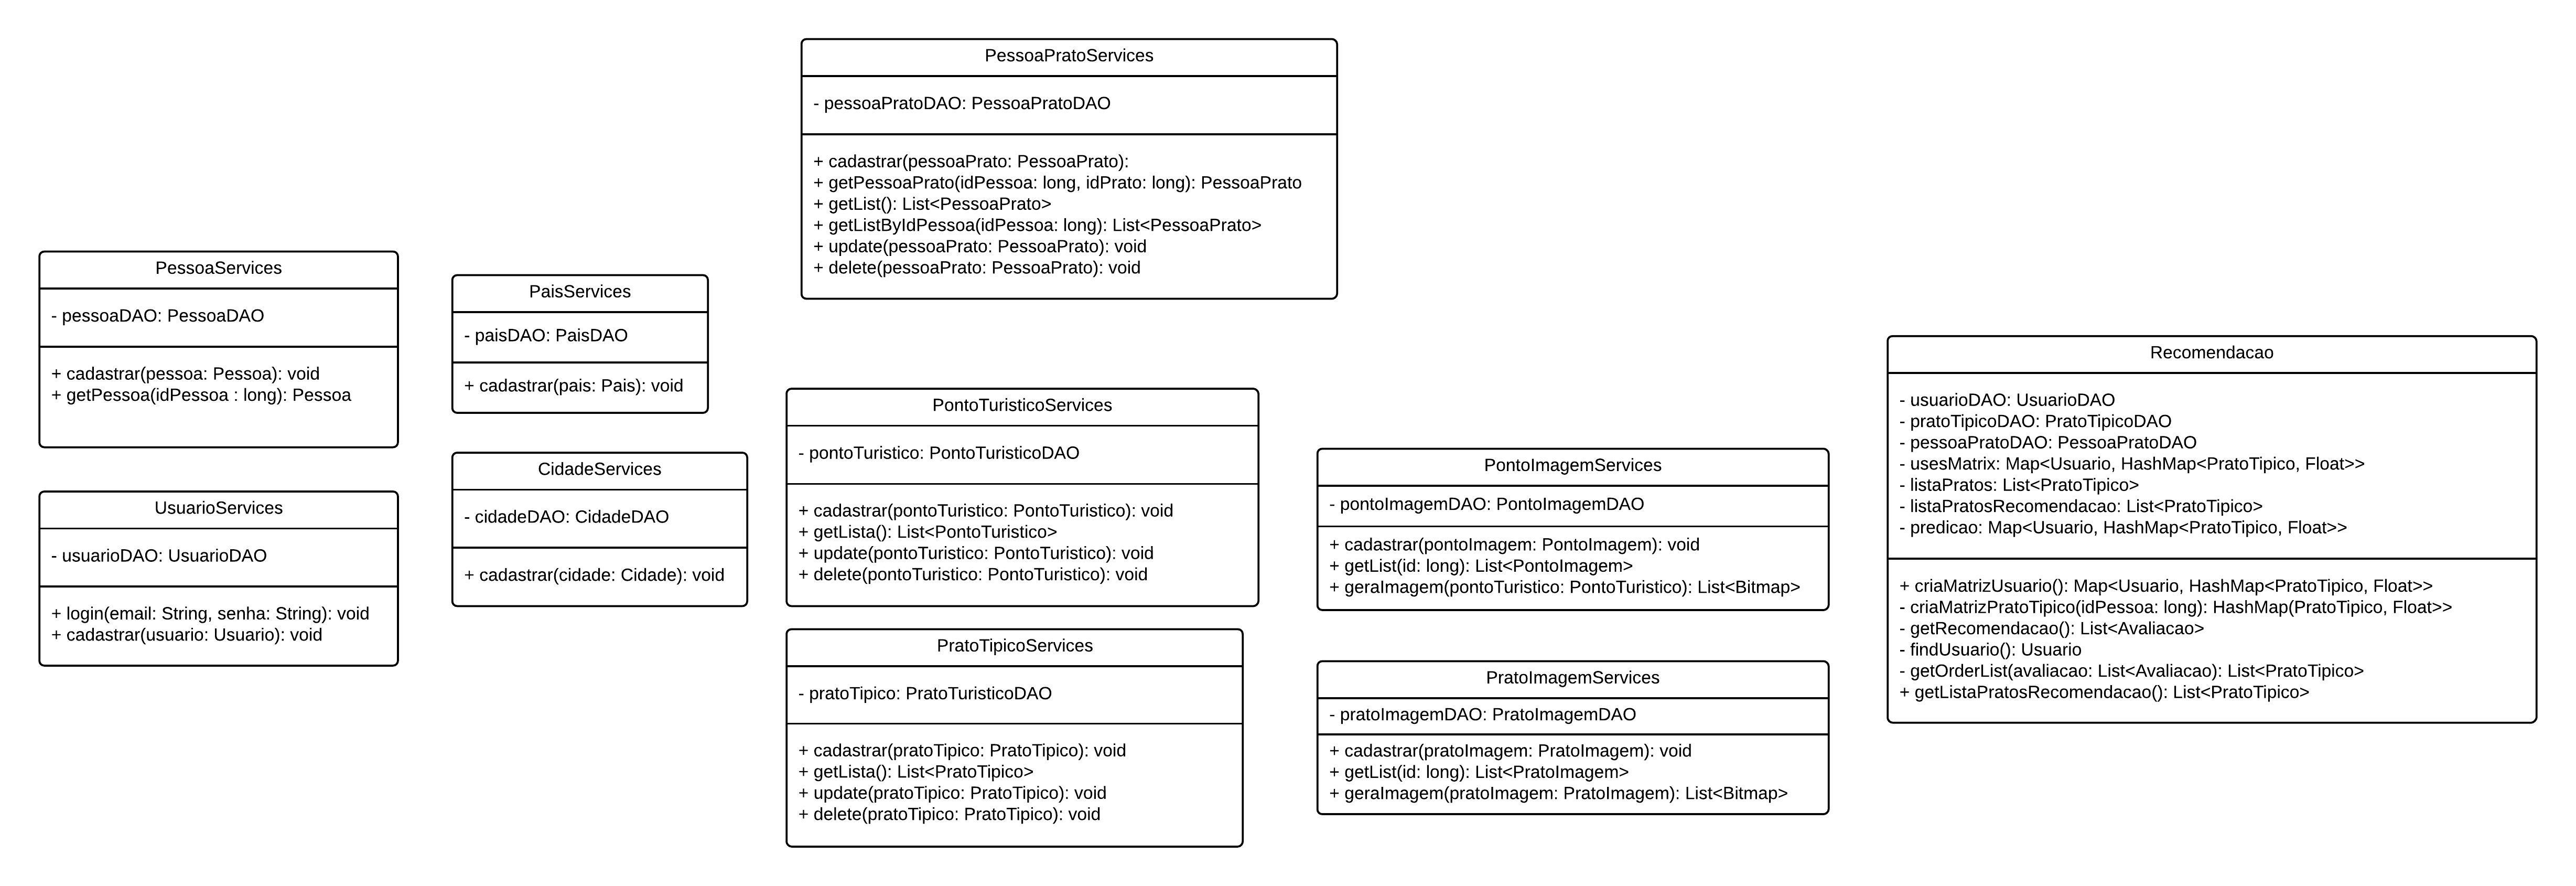 PessoaPratoServices
- pessoaPratoDAO: PessoaPratoDAO
+ cadastrar(pessoaPrato: PessoaPrato):
+ getPessoaPrato(idPessoa: long, idPrato: long): PessoaPrato
+ getList(): List<PessoaPrato>
+ getListByIdPessoa(idPessoa: long): List<PessoaPrato>
+ update(pessoaPrato: PessoaPrato): void
+ delete(pessoaPrato: PessoaPrato): void
PessoaServices
- pessoaDAO: PessoaDAO
+ cadastrar(pessoa: Pessoa): void
+ getPessoa(idPessoa : long): Pessoa
UsuarioServices
- usuarioDAO: UsuarioDAO
+ login(email: String, senha: String): void
+ cadastrar(usuario: Usuario): void
PaisServices
- paisDAO: PaisDAO
+ cadastrar(pais: Pais): void
CidadeServices
- cidadeDAO: CidadeDAO
+ cadastrar(cidade: Cidade): void
PontoTuristicoServices
- pontoTuristico: PontoTuristicoDAO
+ cadastrar(pontoTuristico: PontoTuristico): void
+ getLista(): List<PontoTuristico>
+ update(pontoTuristico: PontoTuristico): void
+ delete(pontoTuristico: PontoTuristico): void
PratoTipicoServices
- pratoTipico: PratoTuristicoDAO
+ cadastrar(pratoTipico: PratoTipico): void
+ getLista(): List<PratoTipico>
+ update(pratoTipico: PratoTipico): void
+ delete(pratoTipico: PratoTipico): void
PontoImagemServices
- pontoImagemDAO: PontoImagemDAO
+ cadastrar(pontoImagem: PontoImagem): void
+ getList(id: long): List<PontoImagem>
+ geraImagem(pontoTuristico: PontoTuristico): List<Bitmap>
PratoImagemServices
- pratoImagemDAO: PratoImagemDAO
+ cadastrar(pratoImagem: PratoImagem): void
+ getList(id: long): List<PratoImagem>
+ geraImagem(pratoImagem: PratoImagem): List<Bitmap>
Recomendacao
- usuarioDAO: UsuarioDAO
- pratoTipicoDAO: PratoTipicoDAO
- pessoaPratoDAO: PessoaPratoDAO
- usesMatrix: Map<Usuario, HashMap<PratoTipico, Float>>
- listaPratos: List<PratoTipico>
- listaPratosRecomendacao: List<PratoTipico>
- predicao: Map<Usuario, HashMap<PratoTipico, Float>>
+ criaMatrizUsuario(): Map<Usuario, HashMap<PratoTipico, Float>>
- criaMatrizPratoTipico(idPessoa: long): HashMap(PratoTipico, Float>>
- getRecomendacao(): List<Avaliacao>
- findUsuario(): Usuario
- getOrderList(avaliacao: List<Avaliacao): List<PratoTipico>
+ getListaPratosRecomendacao(): List<PratoTipico>